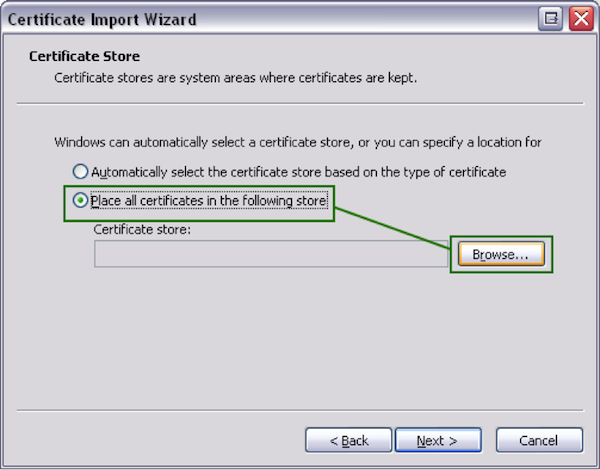 Certificate Import Wizard
Certificate Store
Certificate stores are system areas where certificates are kept.
Windows can automatically select a certificate store, or you can specify a location for
Automatically select the certificate store based on the type of certificate
Place all certificates in the following store
Certificate store:
Browse...
< Back
Next >
Cancel